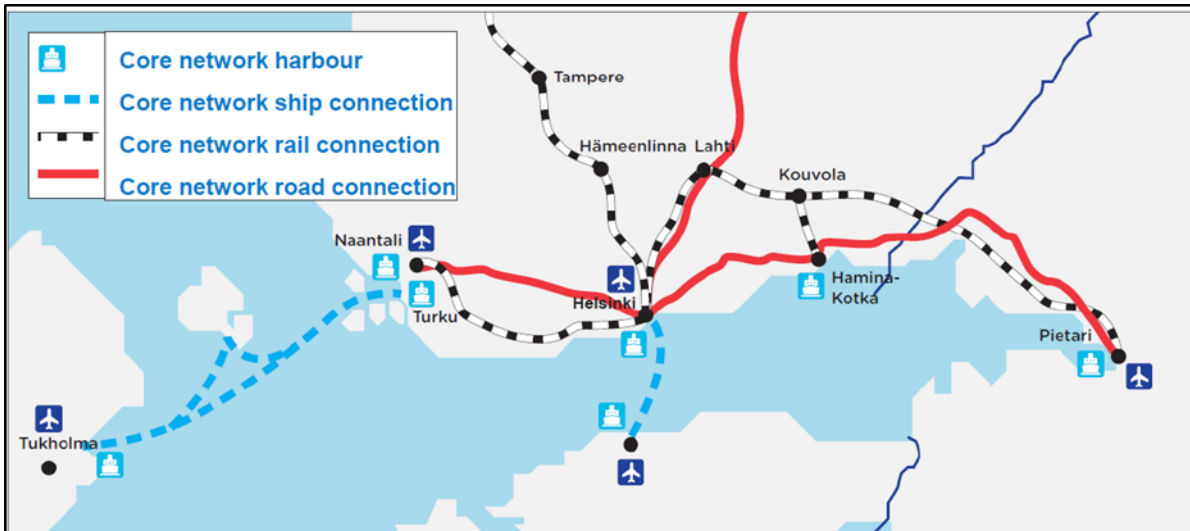 Core network harbour
Core network ship connection
Core network rail connection
Core network road connection
Tampere
Hämeenlinna
Lahti
Kouvola
Naantali
Turku
Helsinki
Hamina-
Kotka
Pietari
Tukholma